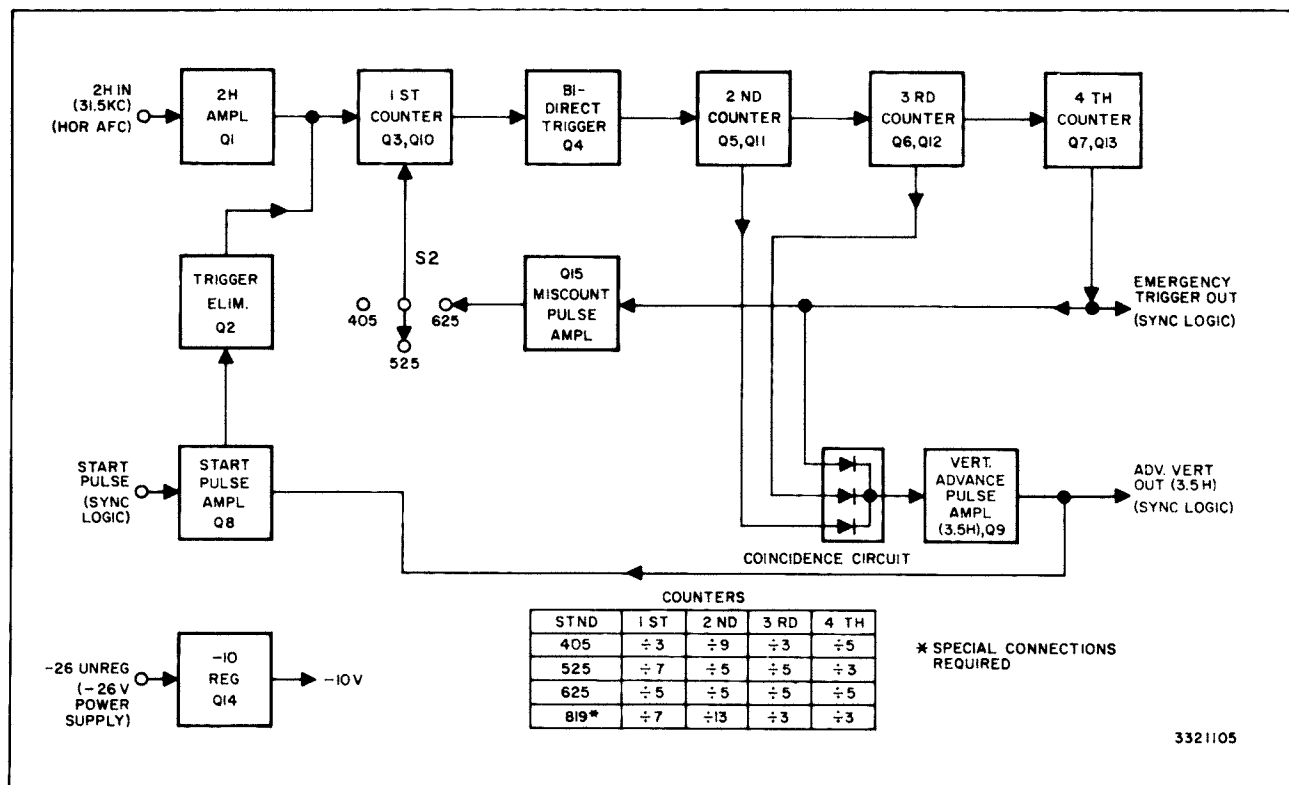 2H IN
(31.5KC)
(HOR AFC)
2H
AMPL
Q1
1 ST
COUNTER
Q3,Q10
BI-
DIRECT
TRIGGER
Q4
2 ND
COUNTER
Q5,Q11
3 RD
COUNTER
Q6,Q12
4 TH
COUNTER
Q7,Q13
TRIGGER
ELIM.
Q2
S2
405
625
525
Q15
MISCOUNT
PULSE
AMPL
EMERGENCY
TRIGGER OUT
(SYNC LOGIC)
START
PULSE
(SYNC
LOGIC)
START
PULSE
AMPL
Q8
COINCIDENCE CIRCUIT
VERT.
ADVANCE
PULSE
AMPL
(3.5H),Q9
ADV. VERT
OUT (3.5 H)
(SYNC LOGIC)
-26 UNREG
(-26 V
POWER
SUPPLY)
-10
REG
Q14
-10V
COUNTERS
STND 1 ST 2 ND 3 RD 4 TH
405 ÷3 ÷9 ÷3 ÷5
525 ÷7 ÷5 ÷5 ÷3
625 ÷5 ÷5 ÷5 ÷5
819* ÷7 ÷13 ÷3 ÷3
* SPECIAL CONNECTIONS
REQUIRED
3321105